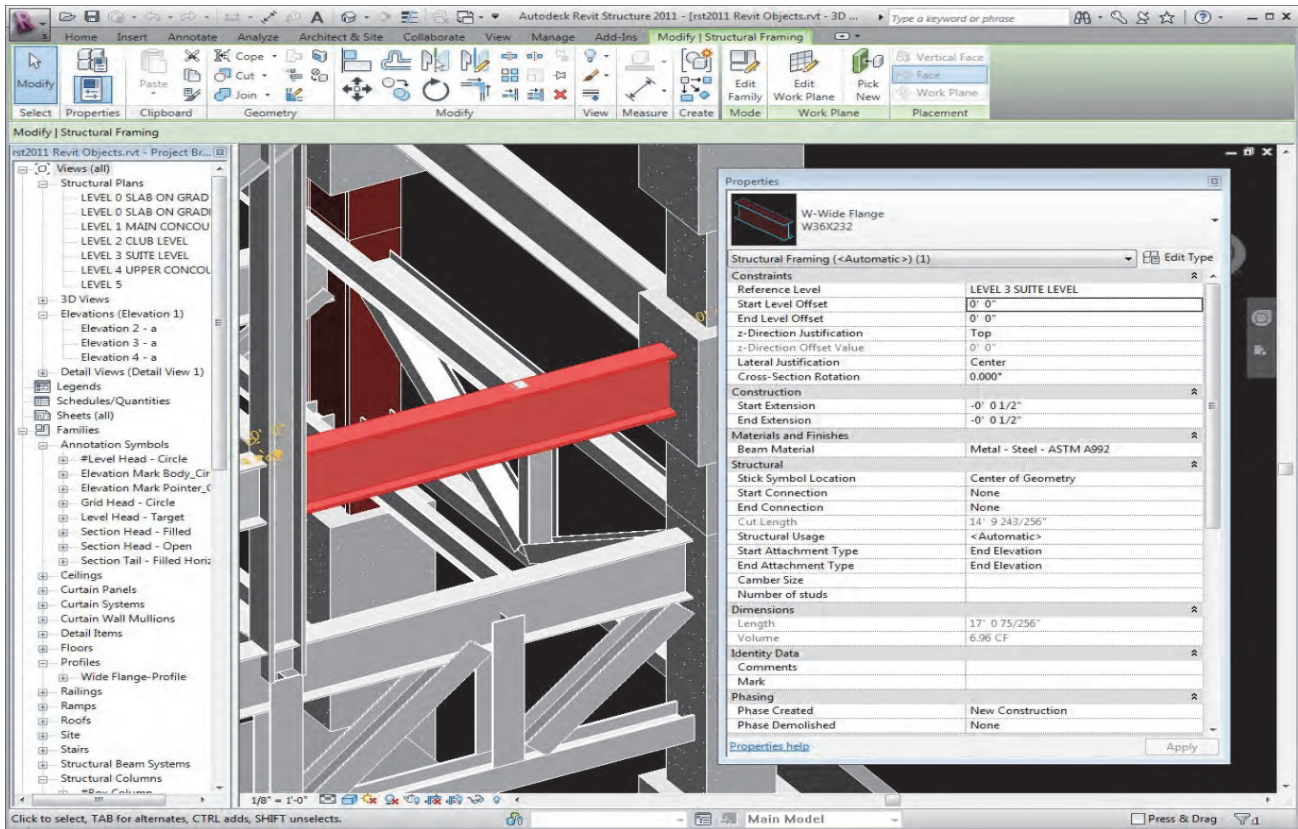 Autodesk Revit Structure 2011 - [rst2011 Revit Objects.rvt - 3D ...
Type a keyword or phrase
Home Insert Annotate Analyze Architect & Site Collaborate View Manage Add-Ins Modify | Structural Framing
Modify
Paste
Cope
Cut
Join
Edit Family
Edit Work Plane
Pick New
Vertical Face
Face
Work Plane
Select Properties Clipboard Geometry Modify View Measure Create Mode Work Plane Placement
Modify | Structural Framing
rst2011 Revit Objects.rvt - Project Br...
Views (all)
Structural Plans
LEVEL 0 SLAB ON GRAD
LEVEL 0 SLAB ON GRADI
LEVEL 1 MAIN CONCOU
LEVEL 2 CLUB LEVEL
LEVEL 3 SUITE LEVEL
LEVEL 4 UPPER CONCOL
LEVEL 5
3D Views
Elevations (Elevation 1)
Elevation 2 - a
Elevation 3 - a
Elevation 4 - a
Detail Views (Detail View 1)
Legends
Schedules/Quantities
Sheets (all)
Families
Annotation Symbols
#Level Head - Circle
Elevation Mark Body_Cir
Elevation Mark Pointer_C
Grid Head - Circle
Level Head - Target
Section Head - Filled
Section Head - Open
Section Tail - Filled Horiz
Ceilings
Curtain Panels
Curtain Systems
Curtain Wall Mullions
Detail Items
Floors
Profiles
Wide Flange-Profile
Railings
Ramps
Roofs
Site
Stairs
Structural Beam Systems
Structural Columns
#Box Column
Properties
W-Wide Flange
W36X232
Structural Framing (<Automatic>) (1)
Edit Type
Constraints
Reference Level LEVEL 3 SUITE LEVEL
Start Level Offset 0' 0"
End Level Offset 0' 0"
z-Direction Justification Top
z-Direction Offset Value 0' 0"
Lateral Justification Center
Cross-Section Rotation 0.000°
Construction
Start Extension -0' 0 1/2"
End Extension -0' 0 1/2"
Materials and Finishes
Beam Material Metal - Steel - ASTM A992
Structural
Stick Symbol Location Center of Geometry
Start Connection None
End Connection None
Cut Length 14' 9 243/256"
Structural Usage <Automatic>
Start Attachment Type End Elevation
End Attachment Type End Elevation
Camber Size
Number of studs
Dimensions
Length 17' 0 75/256"
Volume 6.96 CF
Identity Data
Comments
Mark
Phasing
Phase Created New Construction
Phase Demolished None
Properties help
Apply
1/8" = 1'-0"
Click to select, TAB for alternates, CTRL adds, SHIFT unselects.
Main Model
Press & Drag
:1